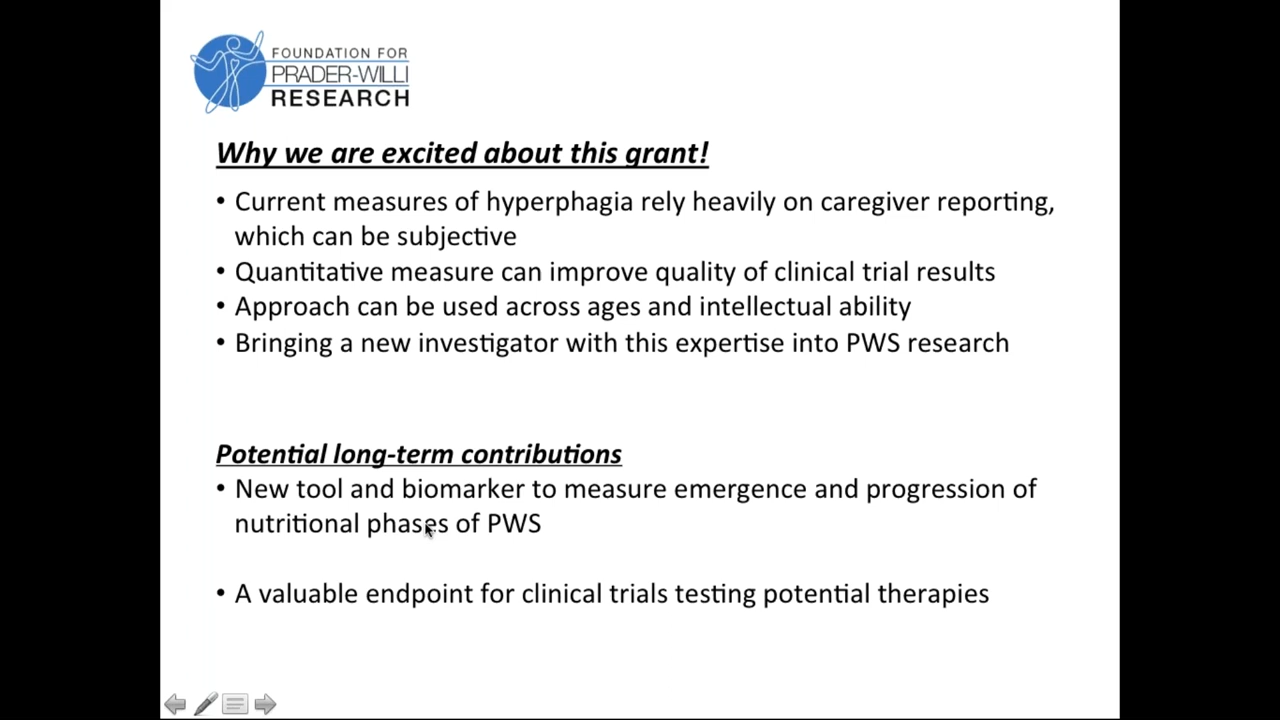 FOUNDATION FOR
PRADER-WILLI
RESEARCH
Why we are excited about this grant!
• Current measures of hyperphagia rely heavily on caregiver reporting,
which can be subjective
• Quantitative measure can improve quality of clinical trial results
• Approach can be used across ages and intellectual ability
• Bringing a new investigator with this expertise into PWS research
Potential long-term contributions
• New tool and biomarker to measure emergence and progression of
nutritional phases of PWS
• A valuable endpoint for clinical trials testing potential therapies